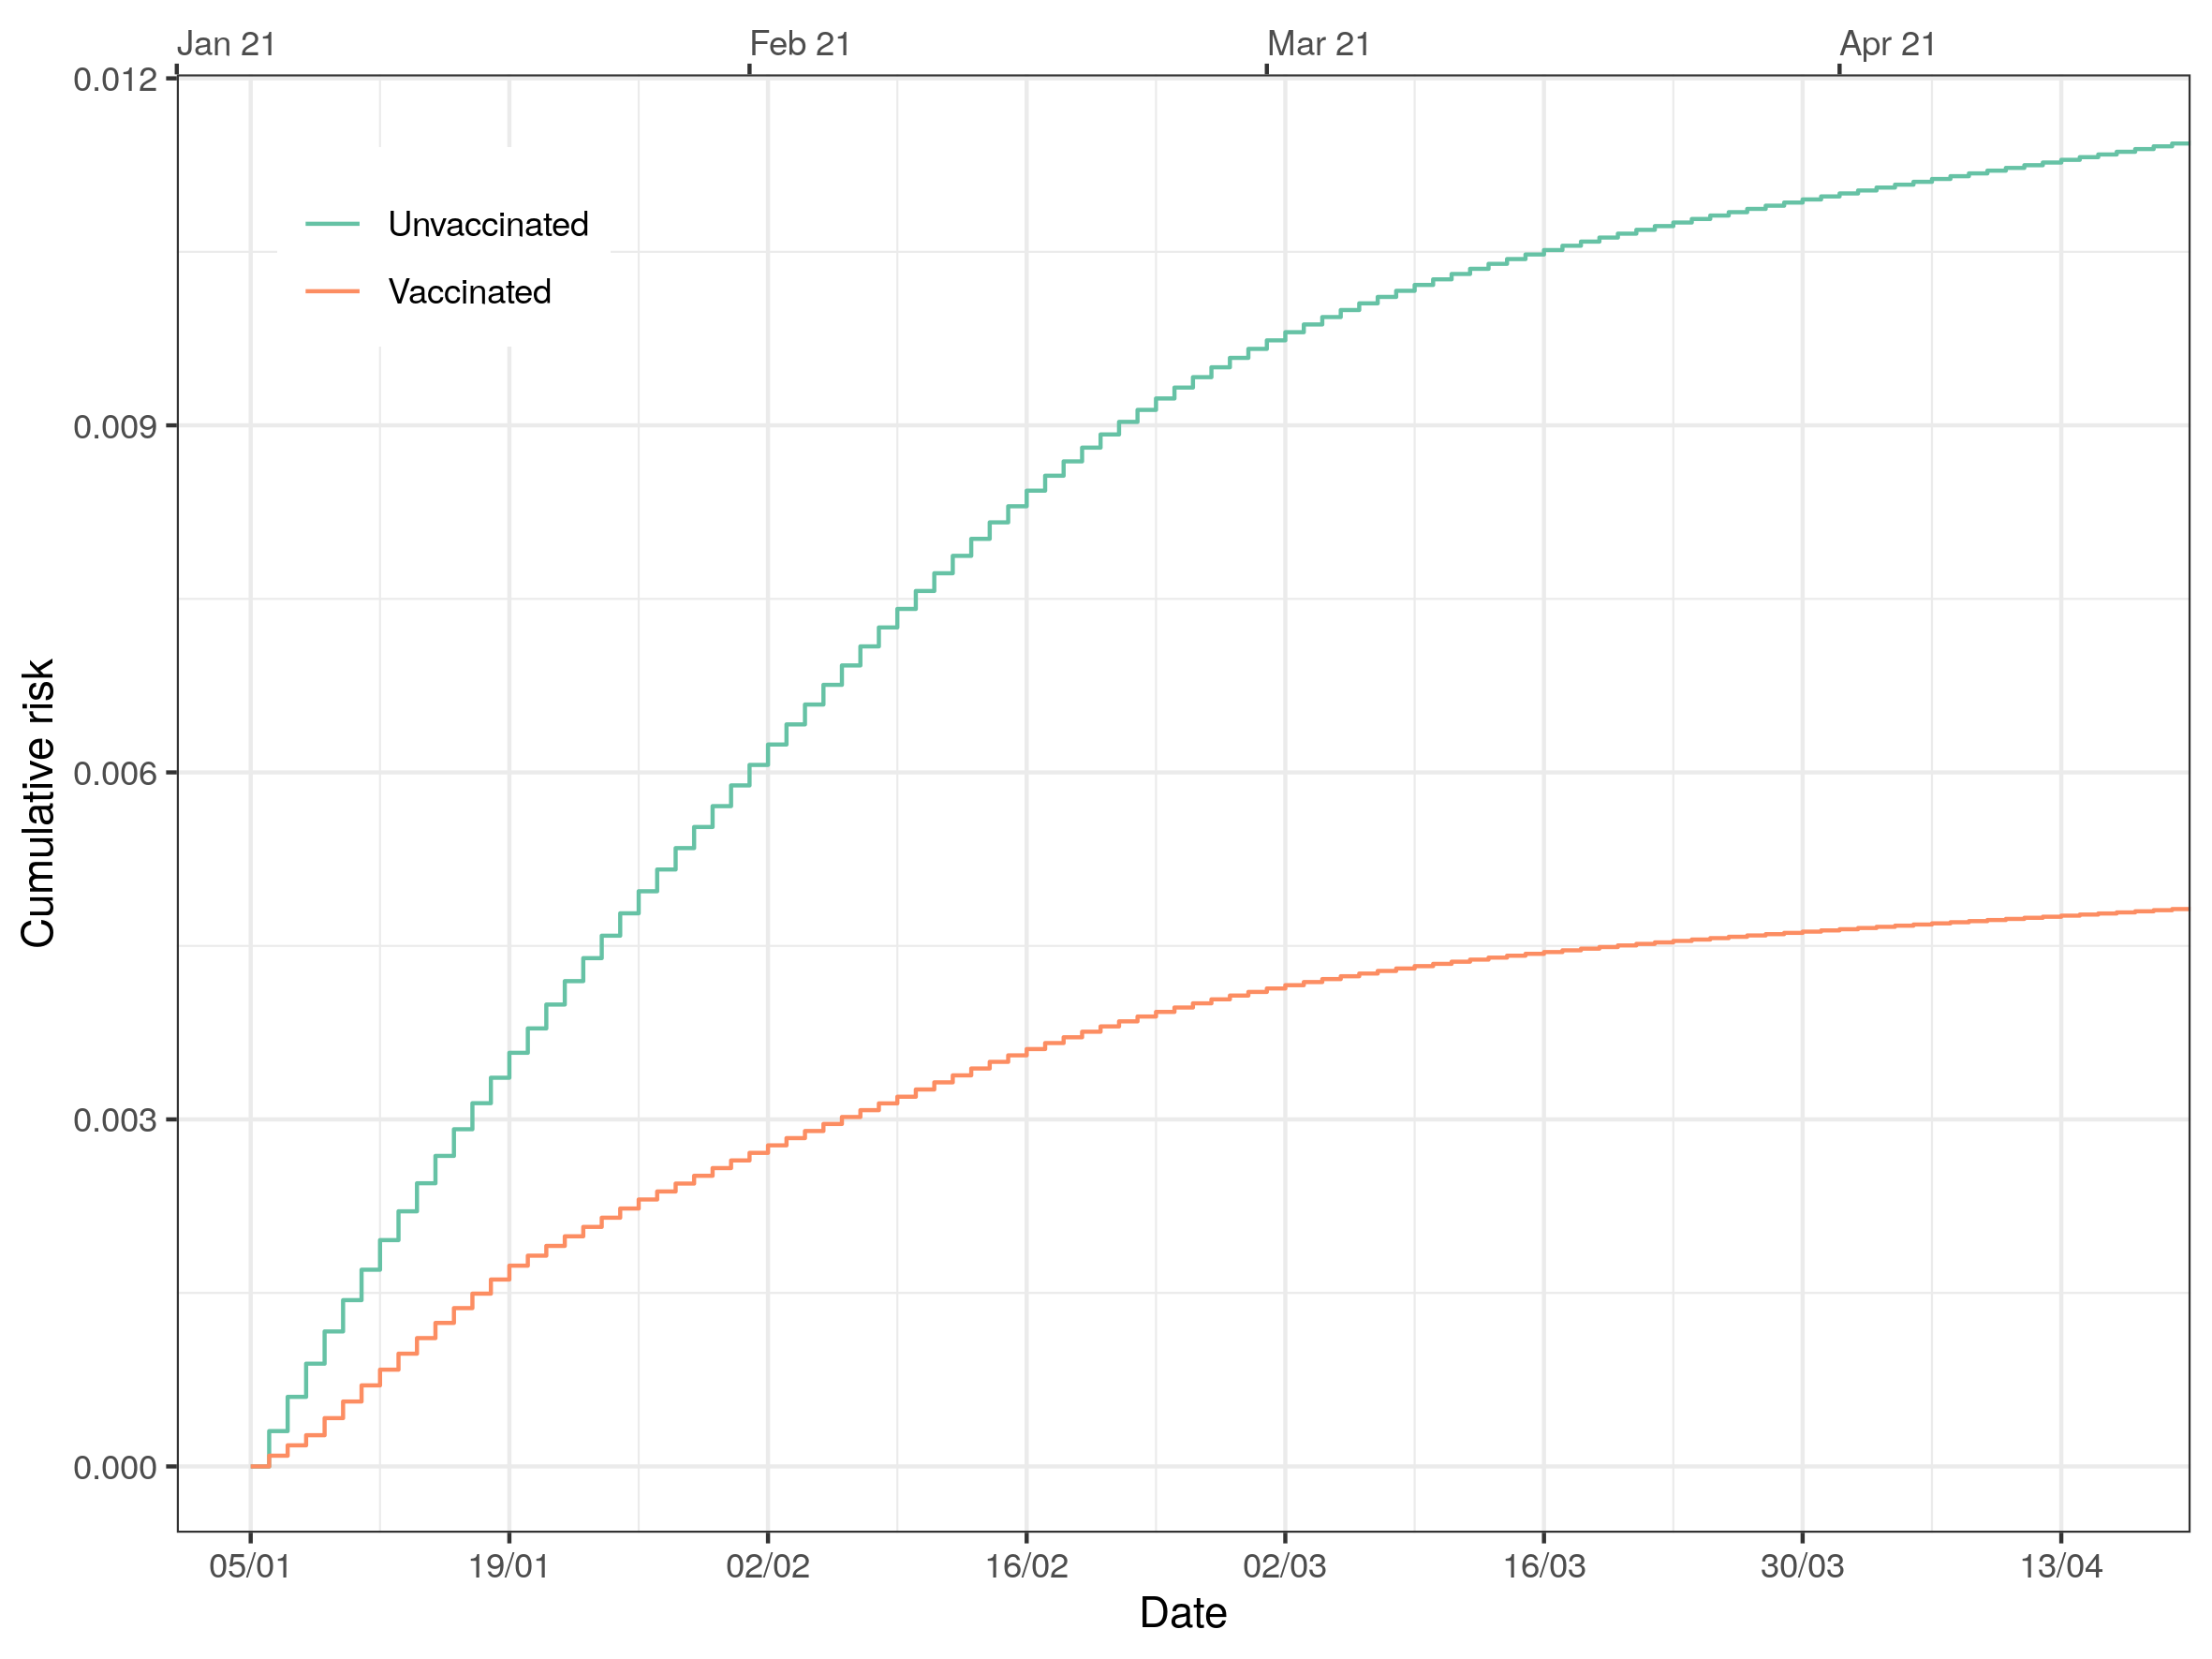 Jan 21 Feb 21 Mar 21 Apr 21
0.012
Unvaccinated
Vaccinated
0.009
0.006
0.003
0.000
Cumulative risk
05/01 19/01 02/02 16/02 02/03 16/03 30/03 13/04
Date